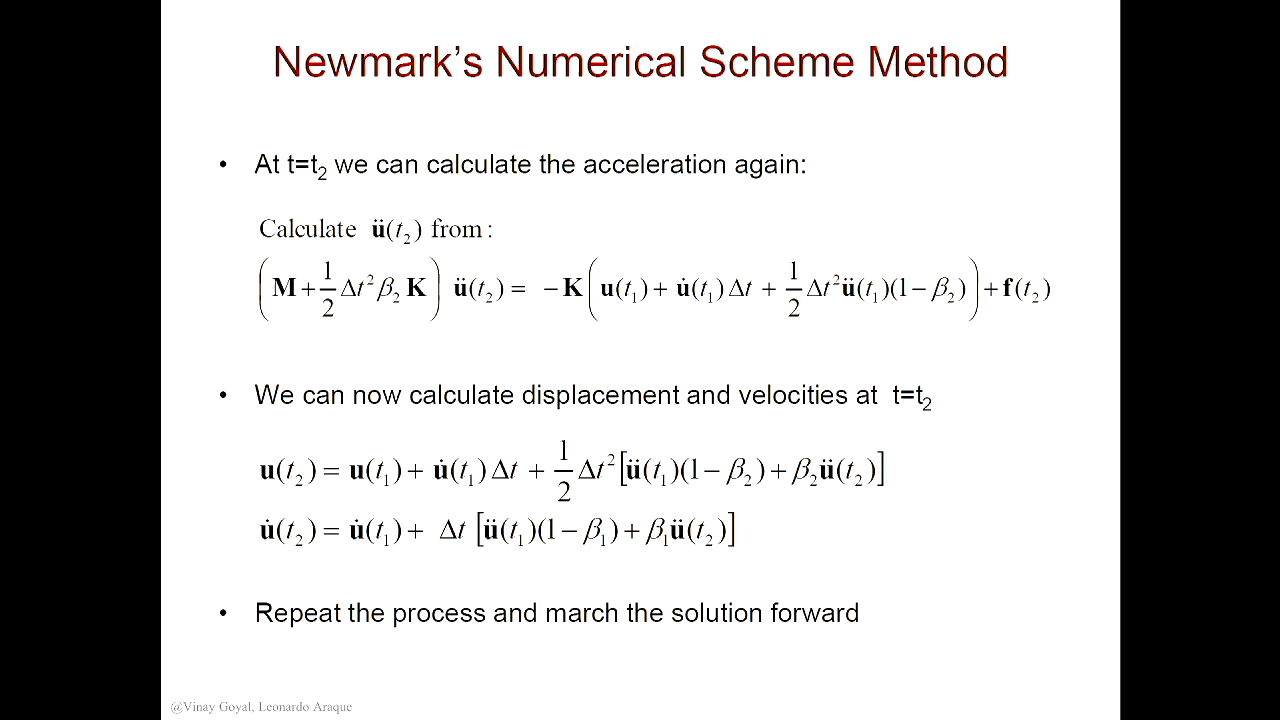 Newmark’s Numerical Scheme Method
• At t=t₂ we can calculate the acceleration again:
Calculate ü(t₂) from :
(M + 1/2 Δt² β₂ K) ü(t₂) = −K(u(t₁) + u̇(t₁) Δt + 1/2 Δt² ü(t₁)(1 − β₂)) + f(t₂)
• We can now calculate displacement and velocities at t=t₂
u(t₂) = u(t₁) + u̇(t₁) Δt + 1/2 Δt² [ü(t₁)(1 − β₂) + β₂ü(t₂)]
u̇(t₂) = u̇(t₁) + Δt [ü(t₁)(1 − β₁) + β₁ü(t₂)]
• Repeat the process and march the solution forward
@Vinay Goyal, Leonardo Araque